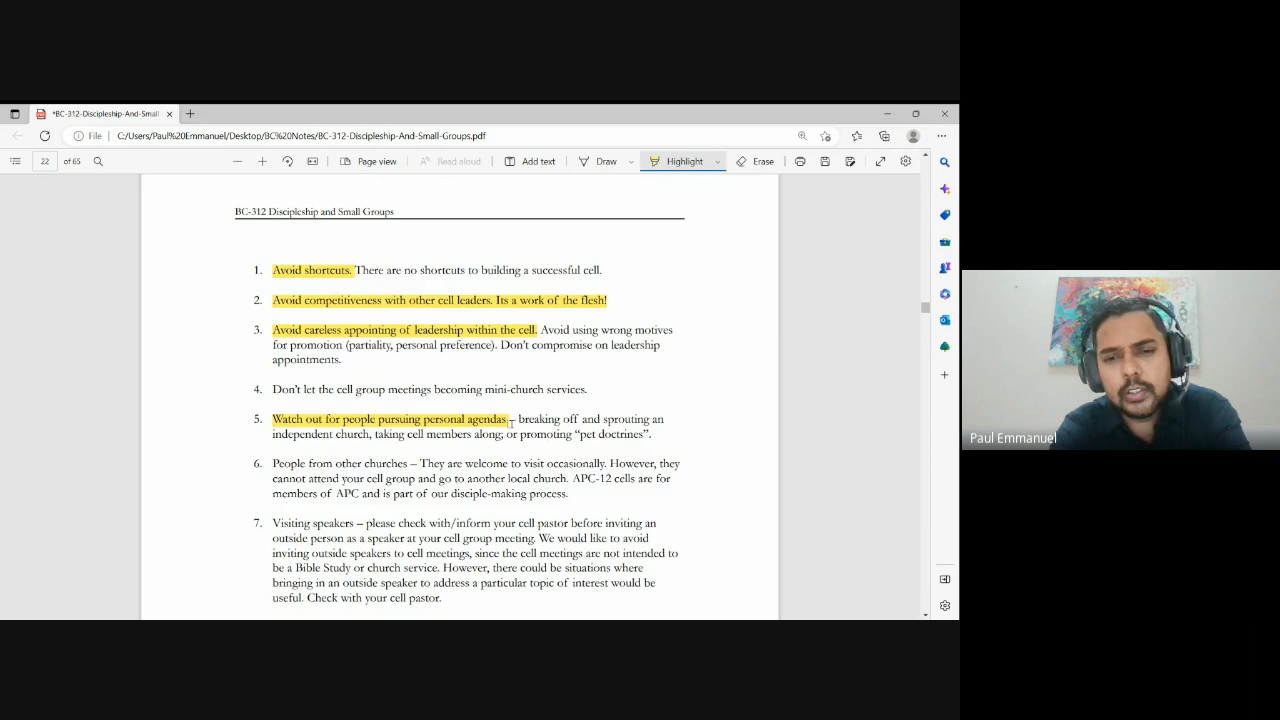 *BC-312-Discipleship-And-Small
File
C:/Users/Paul%20Emmanuel/Desktop/BC%20Notes/BC-312-Discipleship-And-Small-Groups.pdf
22 of 65
Page view
Read aloud
Add text
Draw
Highlight
Erase
BC-312 Discipleship and Small Groups
1. Avoid shortcuts. There are no shortcuts to building a successful cell.
2. Avoid competitiveness with other cell leaders. Its a work of the flesh!
3. Avoid careless appointing of leadership within the cell. Avoid using wrong motives
for promotion (partiality, personal preference). Don't compromise on leadership
appointments.
4. Don't let the cell group meetings becoming mini-church services.
5. Watch out for people pursuing personal agendas – breaking off and sprouting an
independent church, taking cell members along; or promoting “pet doctrines”.
6. People from other churches – They are welcome to visit occasionally. However, they
cannot attend your cell group and go to another local church. APC-12 cells are for
members of APC and is part of our disciple-making process.
7. Visiting speakers – please check with/inform your cell pastor before inviting an
outside person as a speaker at your cell group meeting. We would like to avoid
inviting outside speakers to cell meetings, since the cell meetings are not intended to
be a Bible Study or church service. However, there could be situations where
bringing in an outside speaker to address a particular topic of interest would be
useful. Check with your cell pastor.
Paul Emmanuel